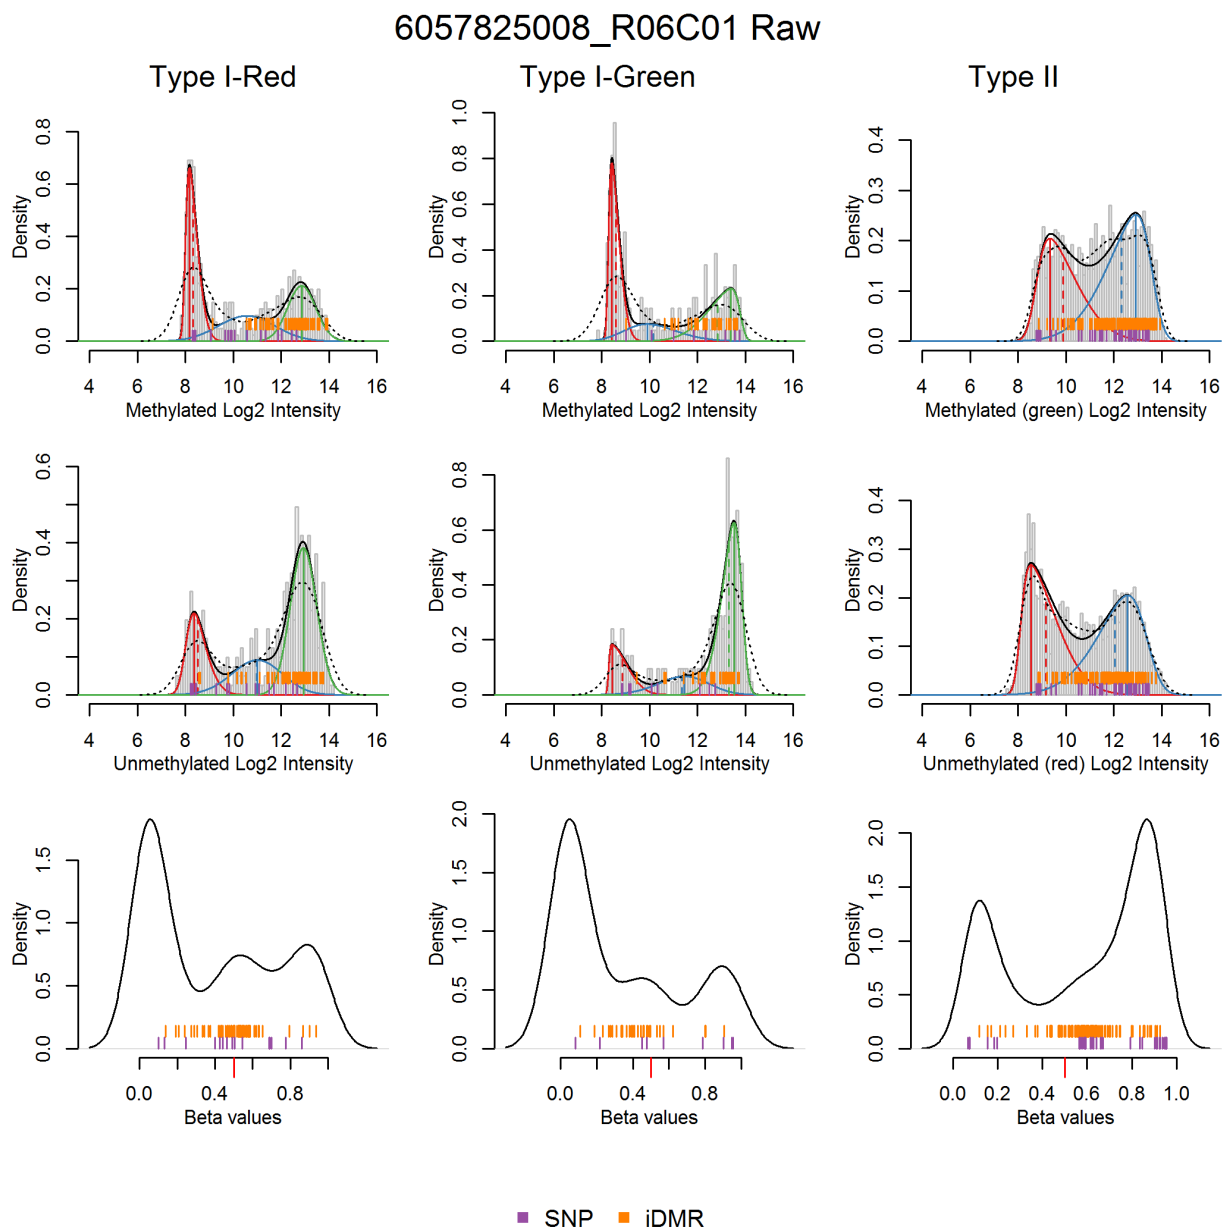 6057825008_R06C01 Raw
Type I-Red Type I-Green Type II
Density 0.0 0.2 0.4 0.6 0.8
4 6 8 10 12 14 16
Methylated Log2 Intensity
Density 0.0 0.2 0.4 0.6 0.8 1.0
4 6 8 10 12 14 16
Methylated Log2 Intensity
Density 0.0 0.1 0.2 0.3 0.4
4 6 8 10 12 14 16
Methylated (green) Log2 Intensity
Density 0.0 0.2 0.4 0.6
4 6 8 10 12 14 16
Unmethylated Log2 Intensity
Density 0.0 0.2 0.4 0.6 0.8
4 6 8 10 12 14 16
Unmethylated Log2 Intensity
Density 0.0 0.1 0.2 0.3 0.4
4 6 8 10 12 14 16
Unmethylated (red) Log2 Intensity
Density 0.0 0.5 1.0 1.5
0.0 0.4 0.8
Beta values
Density 0.0 0.5 1.0 1.5 2.0
0.0 0.4 0.8
Beta values
Density 0.0 0.5 1.0 1.5 2.0
0.0 0.2 0.4 0.6 0.8 1.0
Beta values
SNP iDMR